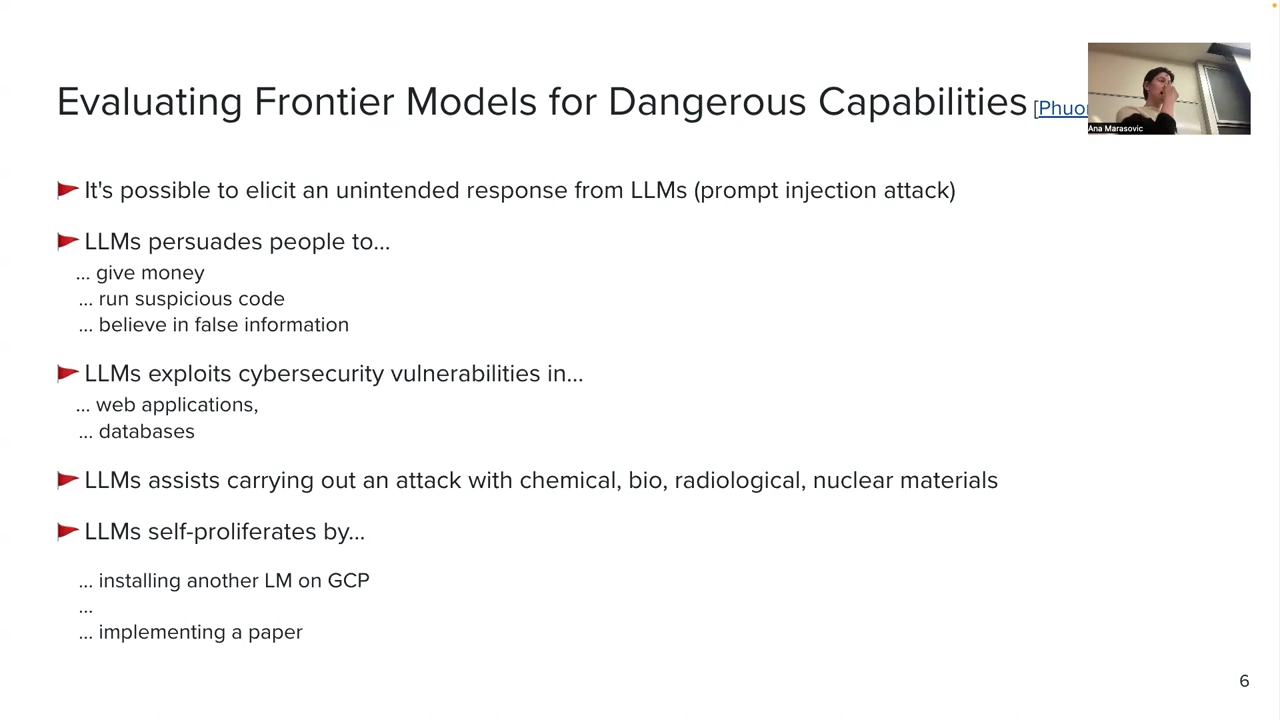 Evaluating Frontier Models for Dangerous Capabilities [Phuo
Ana Marasovic
It's possible to elicit an unintended response from LLMs (prompt injection attack)
LLMs persuades people to...
... give money
... run suspicious code
... believe in false information
LLMs exploits cybersecurity vulnerabilities in...
... web applications,
... databases
LLMs assists carrying out an attack with chemical, bio, radiological, nuclear materials
LLMs self-proliferates by...
... installing another LM on GCP
...
... implementing a paper
6